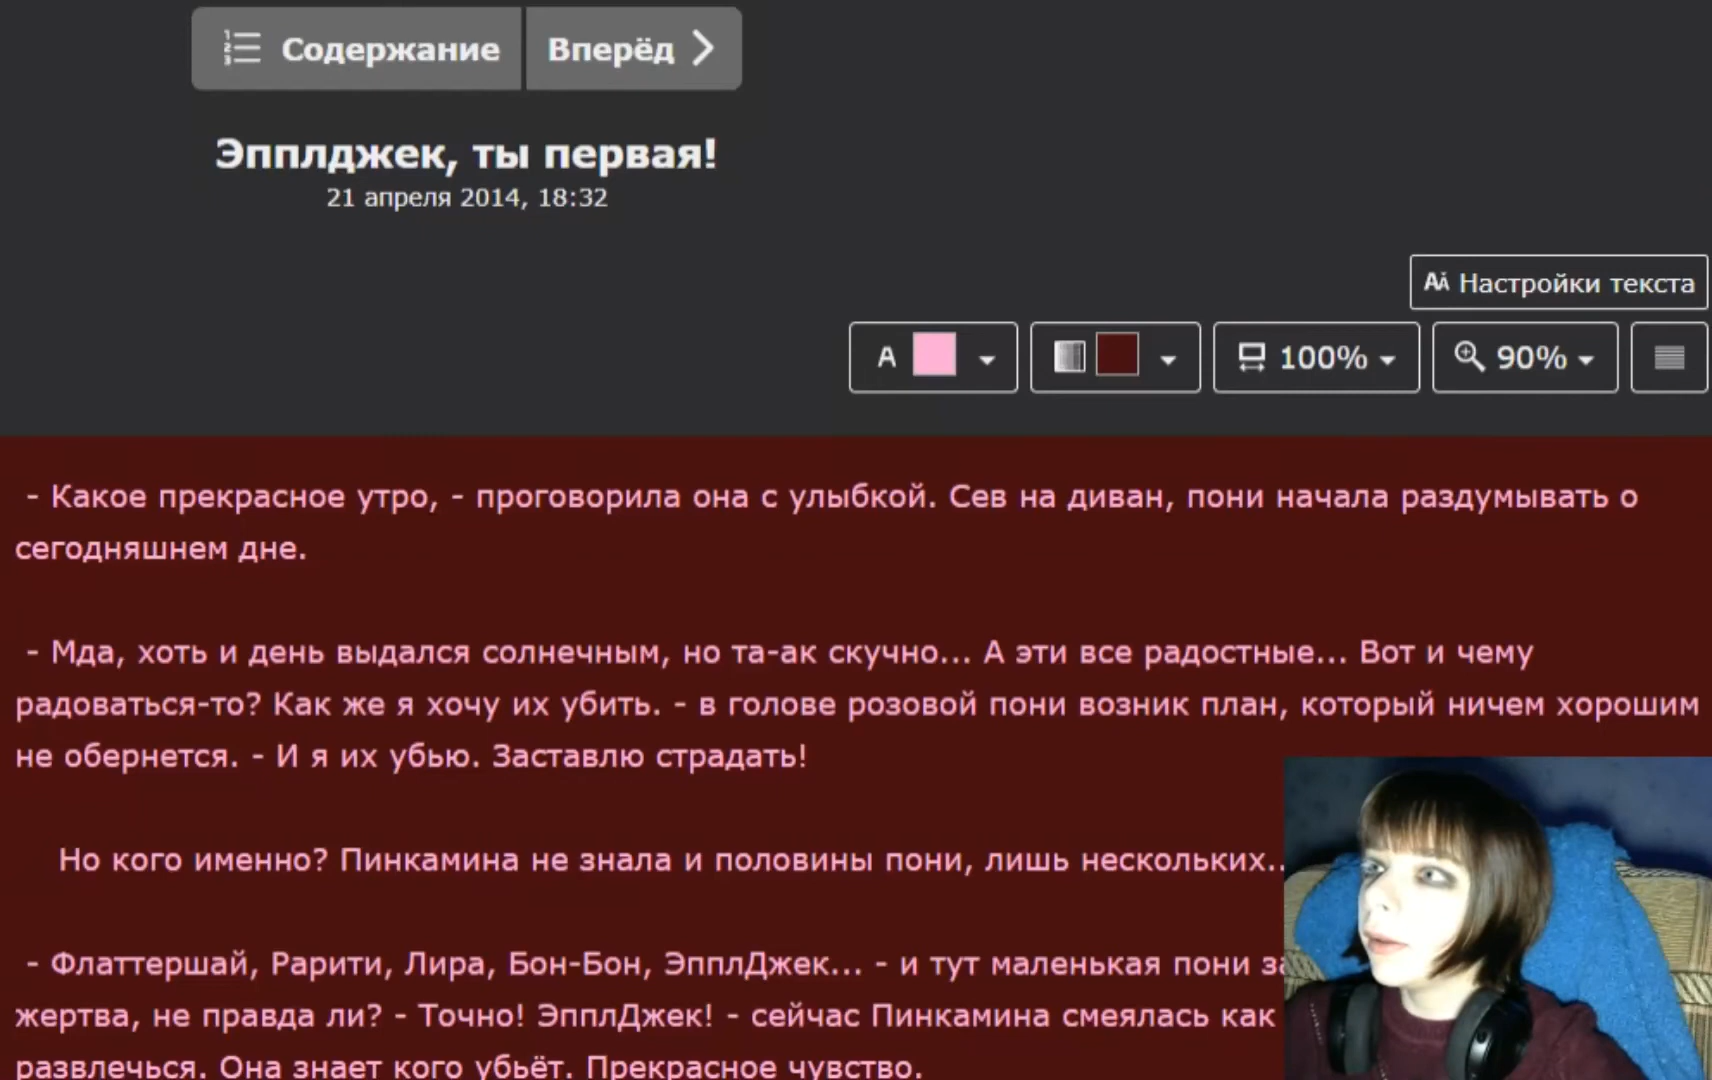 Содержание
Вперёд
Эпплджек, ты первая!
21 апреля 2014, 18:32
Настройки текста
A
100%
90%
- Какое прекрасное утро, - проговорила она с улыбкой. Сев на диван, пони начала раздумывать о
сегодняшнем дне.
- Мда, хоть и день выдался солнечным, но та-ак скучно... А эти все радостные... Вот и чему
радоваться-то? Как же я хочу их убить. - в голове розовой пони возник план, который ничем хорошим
не обернется. - И я их убью. Заставлю страдать!
Но кого именно? Пинкамина не знала и половины пони, лишь нескольких..
- Флаттершай, Рарити, Лира, Бон-Бон, ЭпплДжек... - и тут маленькая пони
жертва, не правда ли? - Точно! ЭпплДжек! - сейчас Пинкамина смеялась как
развлечься. Она знает кого убьёт. Прекрасное чувство.